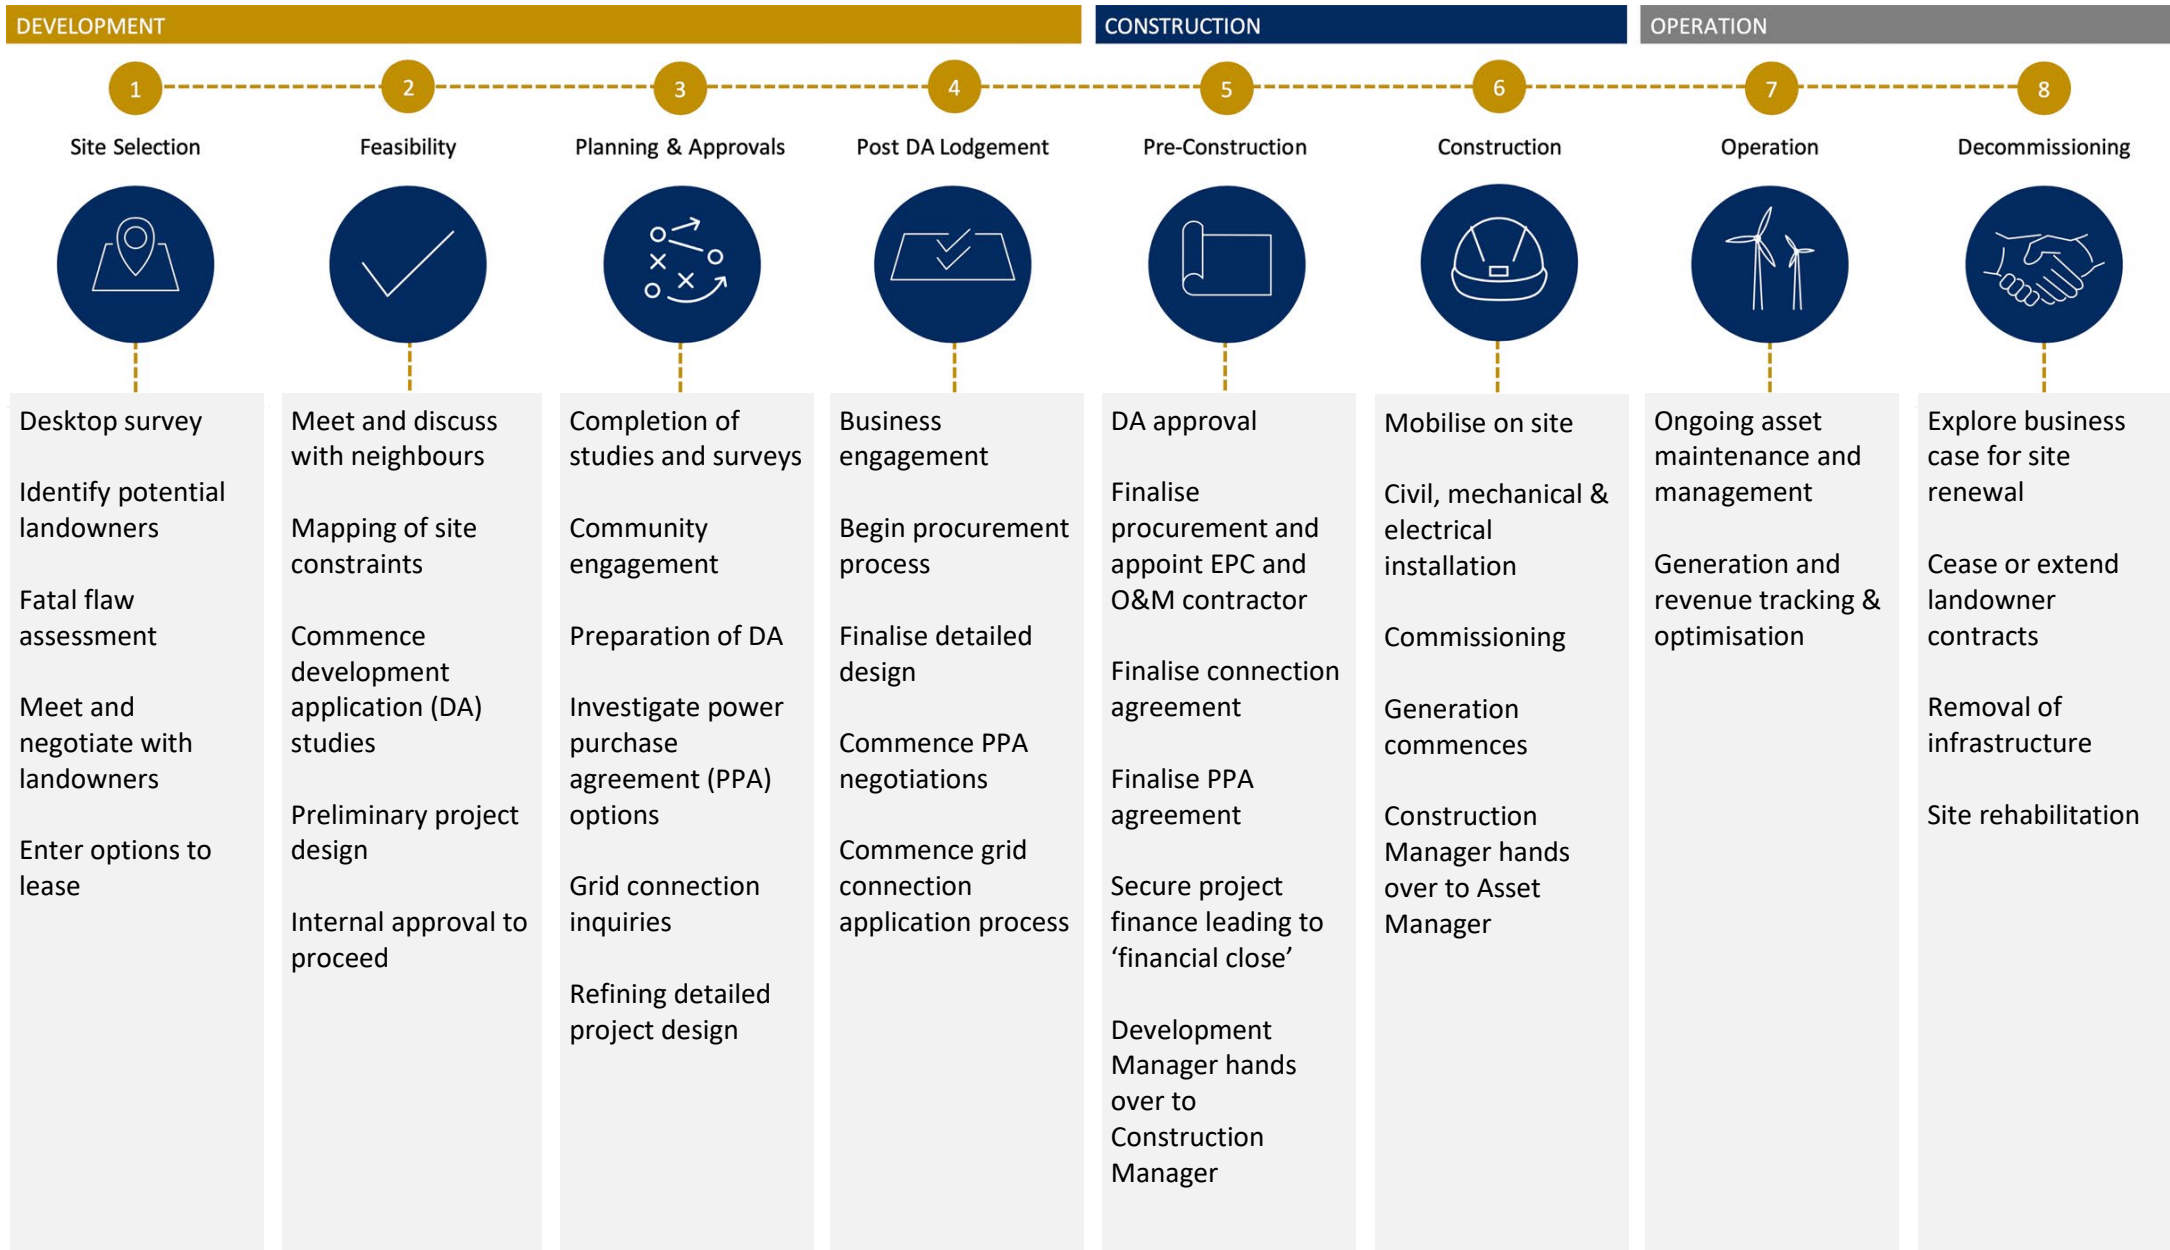 DEVELOPMENT
CONSTRUCTION
OPERATION
1
2
3
4
5
6
7
8
Site Selection
Feasibility
Planning & Approvals
Post DA Lodgement
Pre-Construction
Construction
Operation
Decommissioning
Desktop survey
Identify potential
landowners
Fatal flaw
assessment
Meet and
negotiate with
landowners
Enter options to
lease
Meet and discuss
with neighbours
Mapping of site
constraints
Commence
development
application (DA)
studies
Preliminary project
design
Internal approval to
proceed
Completion of
studies and surveys
Community
engagement
Preparation of DA
Investigate power
purchase
agreement (PPA)
options
Grid connection
inquiries
Refining detailed
project design
Business
engagement
Begin procurement
process
Finalise detailed
design
Commence PPA
negotiations
Commence grid
connection
application process
DA approval
Finalise
procurement and
appoint EPC and
O&M contractor
Finalise connection
agreement
Finalise PPA
agreement
Secure project
finance leading to
‘financial close’
Development
Manager hands
over to
Construction
Manager
Mobilise on site
Civil, mechanical &
electrical
installation
Commissioning
Generation
commences
Construction
Manager hands
over to Asset
Manager
Ongoing asset
maintenance and
management
Generation and
revenue tracking &
optimisation
Explore business
case for site
renewal
Cease or extend
landowner
contracts
Removal of
infrastructure
Site rehabilitation